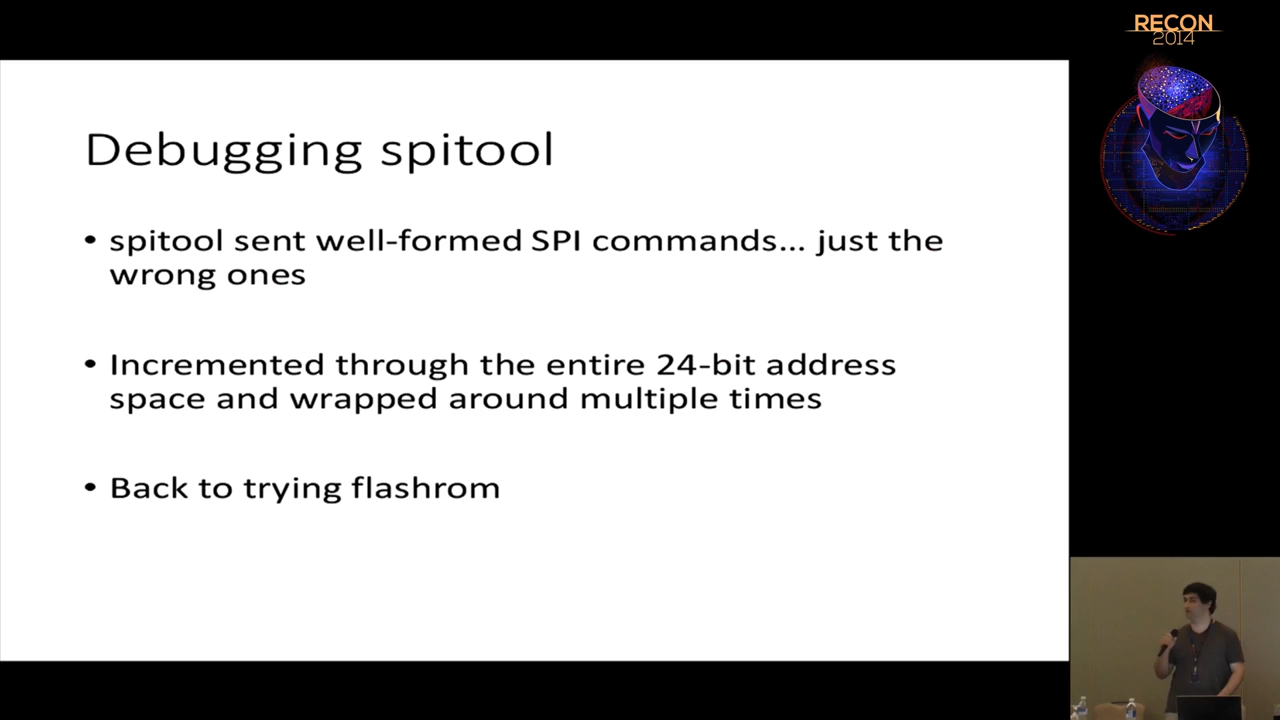 RECON
2014
Debugging spitool
• spitool sent well-formed SPI commands... just the
wrong ones
• Incremented through the entire 24-bit address
space and wrapped around multiple times
• Back to trying flashrom